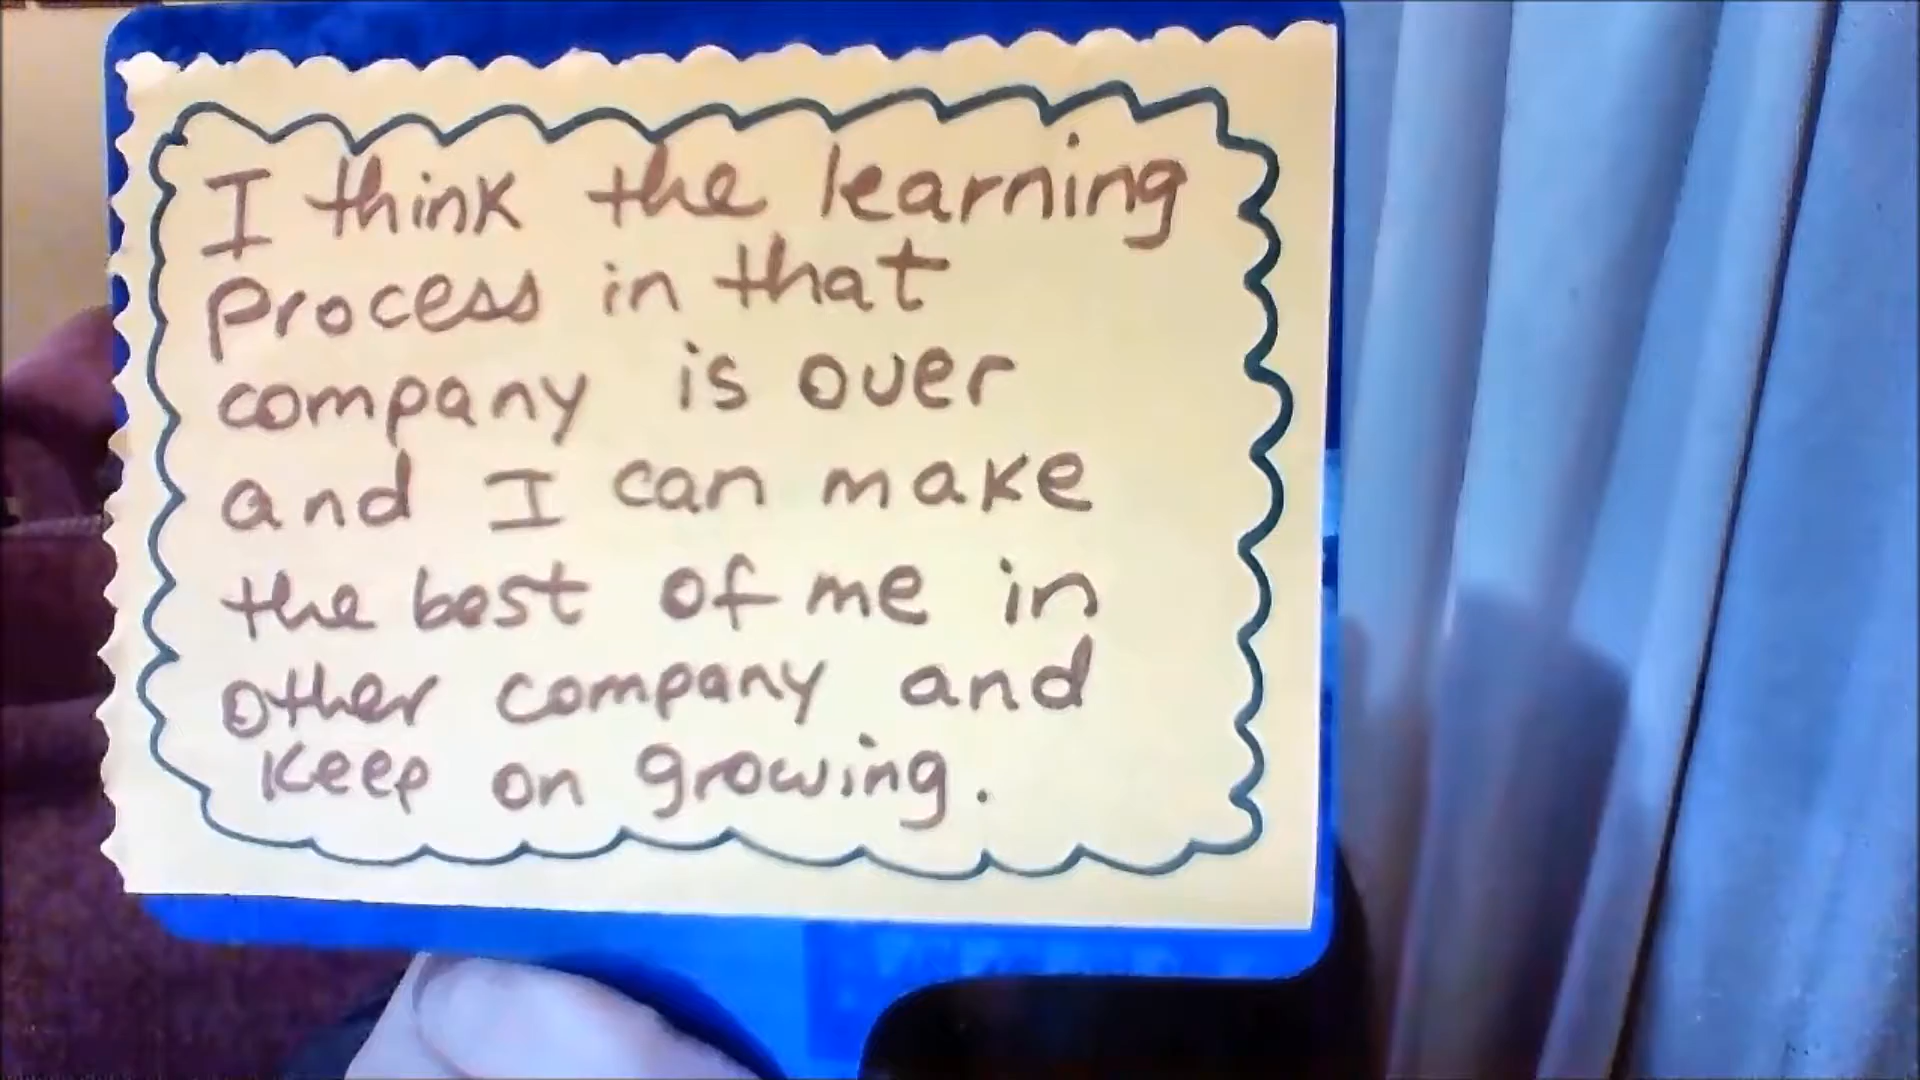 I think the learning
process in that
company is over
and I can make
the best of me in
other company and
keep on growing.